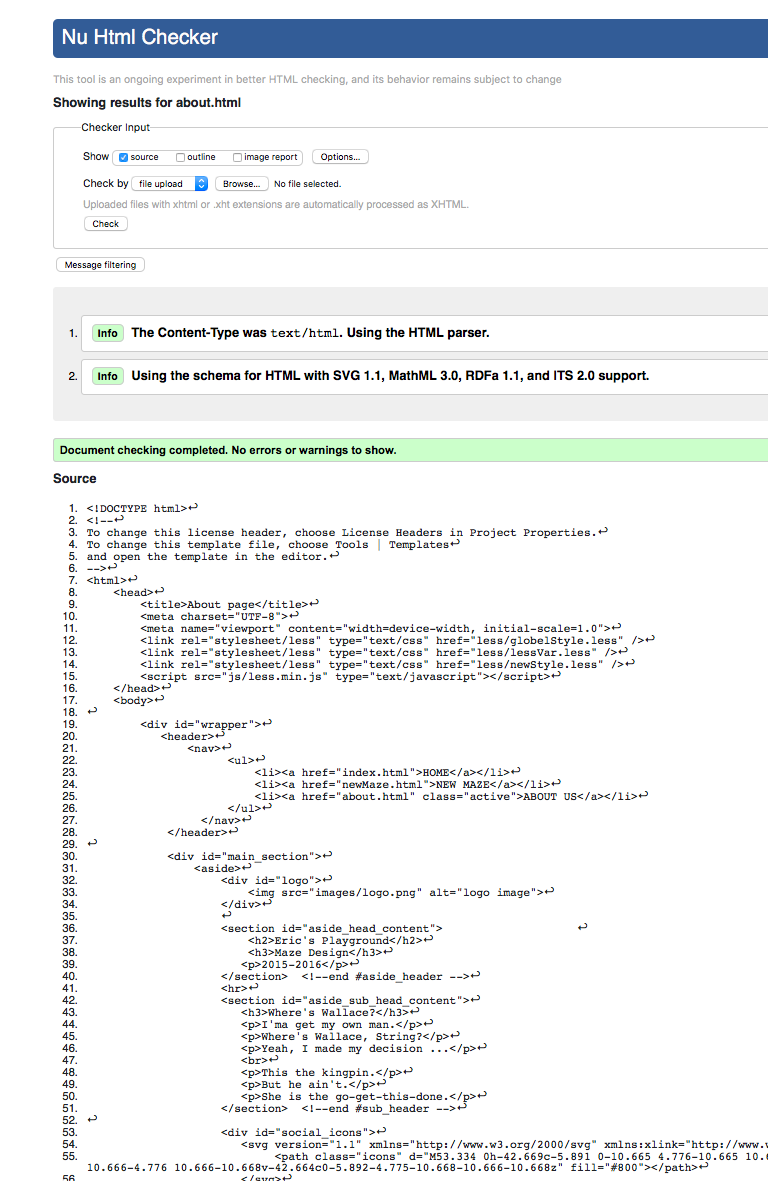 Nu Html Checker
This tool is an ongoing experiment in better HTML checking, and its behavior remains subject to change
Showing results for about.html
Checker Input
Show source outline image report Options...
Check by file upload Browse... No file selected.
Uploaded files with xhtml or .xht extensions are automatically processed as XHTML.
Check
Message filtering
1. Info The Content-Type was text/html. Using the HTML parser.
2. Info Using the schema for HTML with SVG 1.1, MathML 3.0, RDFa 1.1, and ITS 2.0 support.
Document checking completed. No errors or warnings to show.
Source
1. <!DOCTYPE html>↩
2. <!--↩
3. To change this license header, choose License Headers in Project Properties.↩
4. To change this template file, choose Tools | Templates↩
5. and open the template in the editor.↩
6. -->↩
7. <html>↩
8. <head>↩
9. <title>About page</title>↩
10. <meta charset="UTF-8">↩
11. <meta name="viewport" content="width=device-width, initial-scale=1.0">↩
12. <link rel="stylesheet/less" type="text/css" href="less/globelStyle.less" />↩
13. <link rel="stylesheet/less" type="text/css" href="less/lessVar.less" />↩
14. <link rel="stylesheet/less" type="text/css" href="less/newStyle.less" />↩
15. <script src="js/less.min.js" type="text/javascript"></script>↩
16. </head>↩
17. <body>↩
18. ↩
19. <div id="wrapper">↩
20. <header>↩
21. <nav>↩
22. <ul>↩
23. <li><a href="index.html">HOME</a></li>↩
24. <li><a href="newMaze.html">NEW MAZE</a></li>↩
25. <li><a href="about.html" class="active">ABOUT US</a></li>↩
26. </ul>↩
27. </nav>↩
28. </header>↩
29. ↩
30. <div id="main_section">↩
31. <aside>↩
32. <div id="logo">↩
33. <img src="images/logo.png" alt="logo image">↩
34. </div>↩
35. ↩
36. <section id="aside_head_content"> ↩
37. <h2>Eric's Playground</h2>↩
38. <h3>Maze Design</h3>↩
39. <p>2015-2016</p>↩
40. </section> <!--end #aside_header -->↩
41. <hr>↩
42. <section id="aside_sub_head_content">↩
43. <h3>Where's Wallace?</h3>↩
44. <p>I'ma get my own man.</p>↩
45. <p>Where's Wallace, String?</p>↩
46. <p>Yeah, I made my decision ...</p>↩
47. <br>↩
48. <p>This the kingpin.</p>↩
49. <p>But he ain't.</p>↩
50. <p>She is the go-get-this-done.</p>↩
51. </section> <!--end #sub_header -->↩
52. ↩
53. <div id="social_icons">↩
54. <svg version="1.1" xmlns="http://www.w3.org/2000/svg" xmlns:xlink="http://www.
55. <path class="icons" d="M53.334 0h-42.669c-5.891 0-10.665 4.776-10.665 10.6
10.666-4.776 10.666-10.668v-42.664c0-5.892-4.775-10.668-10.666-10.668z" fill="#800"></path>↩
56. </svg>↩